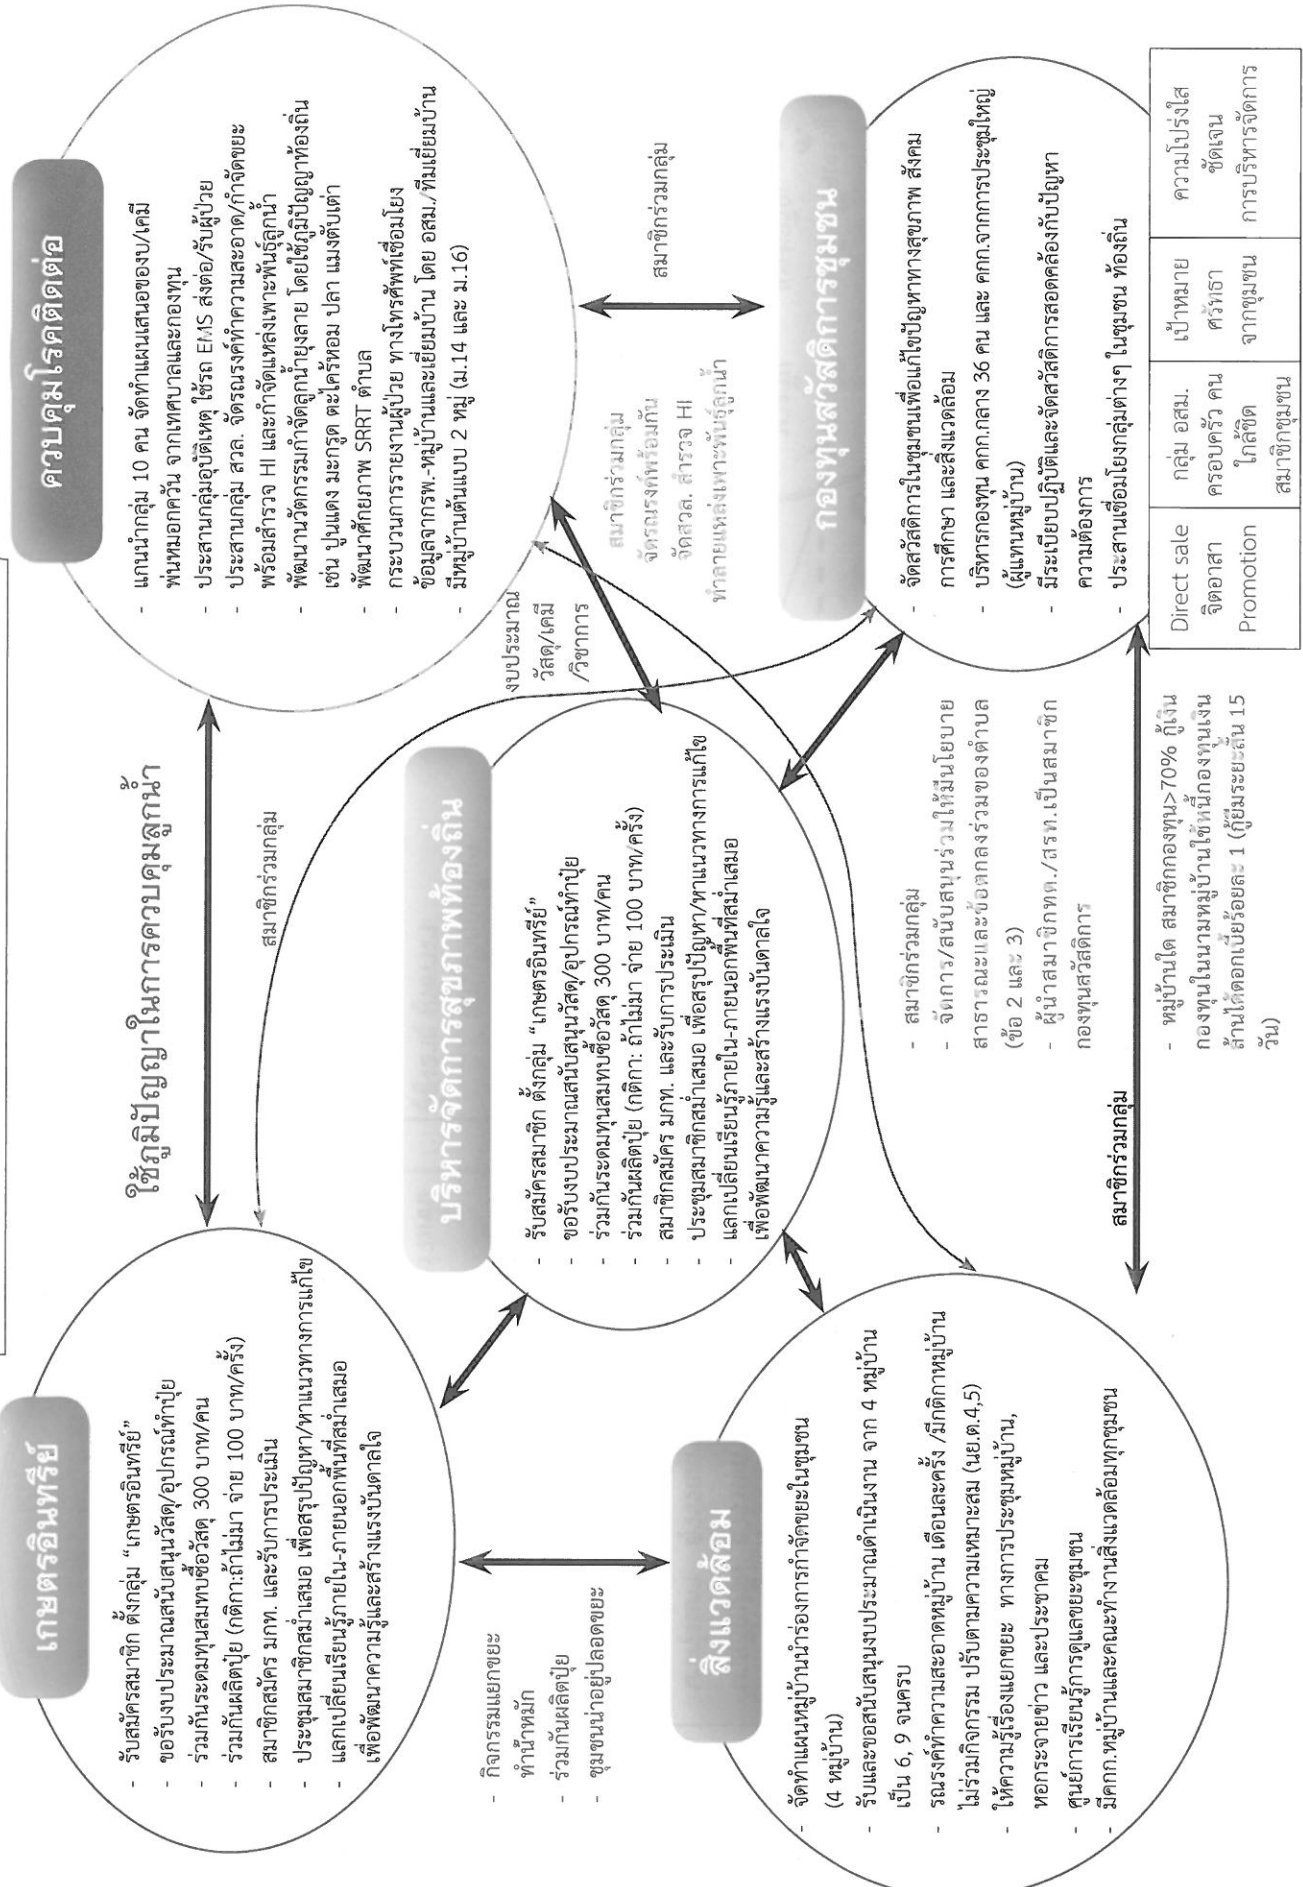 เกษตรอินทรีย์
- รับสมัครสมาชิก ตั้งกลุ่ม “เกษตรอินทรีย์”
- ขอรับงบประมาณสนับสนุนวัสดุ/อุปกรณ์ทำปุ๋ย
- ร่วมกันระดมทุนสมทบซื้อวัสดุ 300 บาท/คน
- ร่วมกันผลิตปุ๋ย (กติกา:ถ้าไม่มา จ่าย 100 บาท/ครั้ง)
- สมาชิกสมัคร มกท. และรับการประเมิน
- ประชุมสมาชิกสม่ำเสมอ เพื่อสรุปปัญหา/หาแนวทางการแก้ไข
- แลกเปลี่ยนเรียนรู้ภายใน-ภายนอกพื้นที่สม่ำเสมอ
เพื่อพัฒนาความรู้และสร้างแรงบันดาลใจ
ใช้ภูมิปัญญาในการควบคุมลูกน้ำ
สมาชิกร่วมกลุ่ม
ควบคุมโรคติดต่อ
- แกนนำกลุ่ม 10 คน จัดทำแผนเสนอของบ/เคมี
พ่นหมอกควัน จากเทศบาลและกองทุน
- ประสานกลุ่มอุบัติเหตุ ใช้รถ EMS ส่งต่อ/รับผู้ป่วย
- ประสานกลุ่ม สวล. จัดรณรงค์ทำความสะอาด/กำจัดขยะ
พร้อมสำรวจ HI และกำจัดแหล่งเพาะพันธุ์ลูกน้ำ
- พัฒนานวัตกรรมกำจัดลูกน้ำยุงลาย โดยใช้ภูมิปัญญาท้องถิ่น
เช่น ปูนแดง มะกรูด ตะไคร้หอม ปลา แมงตับเต่า
- พัฒนาศักยภาพ SRRT ตำบล
- กระบวนการรายงานผู้ป่วย ทางโทรศัพท์เชื่อมโยง
ข้อมูลจากรพ.-หมู่บ้านและเยี่ยมบ้าน โดย อสม./ทีมเยี่ยมบ้าน
- มีหมู่บ้านต้นแบบ 2 หมู่ (ม.14 และ ม.16)
บริหารจัดการสุขภาพท้องถิ่น
- รับสมัครสมาชิก ตั้งกลุ่ม “เกษตรอินทรีย์”
- ขอรับงบประมาณสนับสนุนวัสดุ/อุปกรณ์ทำปุ๋ย
- ร่วมกันระดมทุนสมทบซื้อวัสดุ 300 บาท/คน
- ร่วมกันผลิตปุ๋ย (กติกา: ถ้าไม่มา จ่าย 100 บาท/ครั้ง)
- สมาชิกสมัคร มกท. และรับการประเมิน
- ประชุมสมาชิกสม่ำเสมอ เพื่อสรุปปัญหา/หาแนวทางการแก้ไข
- แลกเปลี่ยนเรียนรู้ภายใน-ภายนอกพื้นที่สม่ำเสมอ
เพื่อพัฒนาความรู้และสร้างแรงบันดาลใจ
งบประมาณ
วัสดุ/เคมี
/วิชาการ
สมาชิกร่วมกลุ่ม
จัดรณรงค์พร้อมกัน
จัดสวล. สำรวจ HI
ทำลายแหล่งเพาะพันธุ์ลูกน้ำ
สมาชิกร่วมกลุ่ม
- กิจกรรมแยกขยะ
ทำน้ำหมัก
- ร่วมกันผลิตปุ๋ย
- ชุมชนน่าอยู่ปลอดขยะ
สิ่งแวดล้อม
- จัดทำแผนหมู่บ้านนำร่องการกำจัดขยะในชุมชน
(4 หมู่บ้าน)
- รับและขอสนับสนุนงบประมาณดำเนินงาน จาก 4 หมู่บ้าน
เป็น 6, 9 จนครบ
- รณรงค์ทำความสะอาดหมู่บ้าน เดือนละครั้ง /มีกติกาหมู่บ้าน
ไม่ร่วมกิจกรรม ปรับตามความเหมาะสม (นย.ต.4,5)
- ให้ความรู้เรื่องแยกขยะ ทางการประชุมหมู่บ้าน,
หอกระจายข่าว และประชาคม
- ศูนย์การเรียนรู้การดูแลขยะชุมชน
- มีคกก.หมู่บ้านและคณะทำงานสิ่งแวดล้อมทุกชุมชน
- สมาชิกร่วมกลุ่ม
- จัดการ/สนับสนุนร่วมให้มีนโยบาย
สาธารณะและข้อตกลงร่วมของตำบล
(ข้อ 2 และ 3)
- ผู้นำสมาชิกทต./สรท.เป็นสมาชิก
กองทุนสวัสดิการ
สมาชิกร่วมกลุ่ม
- หมู่บ้านใด สมาชิกกองทุน>70% กู้เงิน
กองทุนในนามหมู่บ้านใช้หนี้กองทุนเงิน
ล้านได้ดอกเบี้ยร้อยละ 1 (กู้ยืมระยะสั้น 15
วัน)
กองทุนสวัสดิการชุมชน
- จัดสวัสดิการในชุมชนเพื่อแก้ไขปัญหาทางสุขภาพ สังคม
การศึกษา และสิ่งแวดล้อม
- บริหารกองทุน คกก.กลาง 36 คน และ คกก.จากการประชุมใหญ่
(ผู้แทนหมู่บ้าน)
- มีระเบียบปฏิบัติและจัดสวัสดิการสอดคล้องกับปัญหา
ความต้องการ
- ประสานเชื่อมโยงกลุ่มต่างๆ ในชุมชน ท้องถิ่น
Direct sale
จิตอาสา
Promotion
กลุ่ม อสม.
ครอบครัว คน
ใกล้ชิด
สมาชิกชุมชน
เป้าหมาย
ศรัทธา
จากชุมชน
ความโปร่งใส
ชัดเจน
การบริหารจัดการ